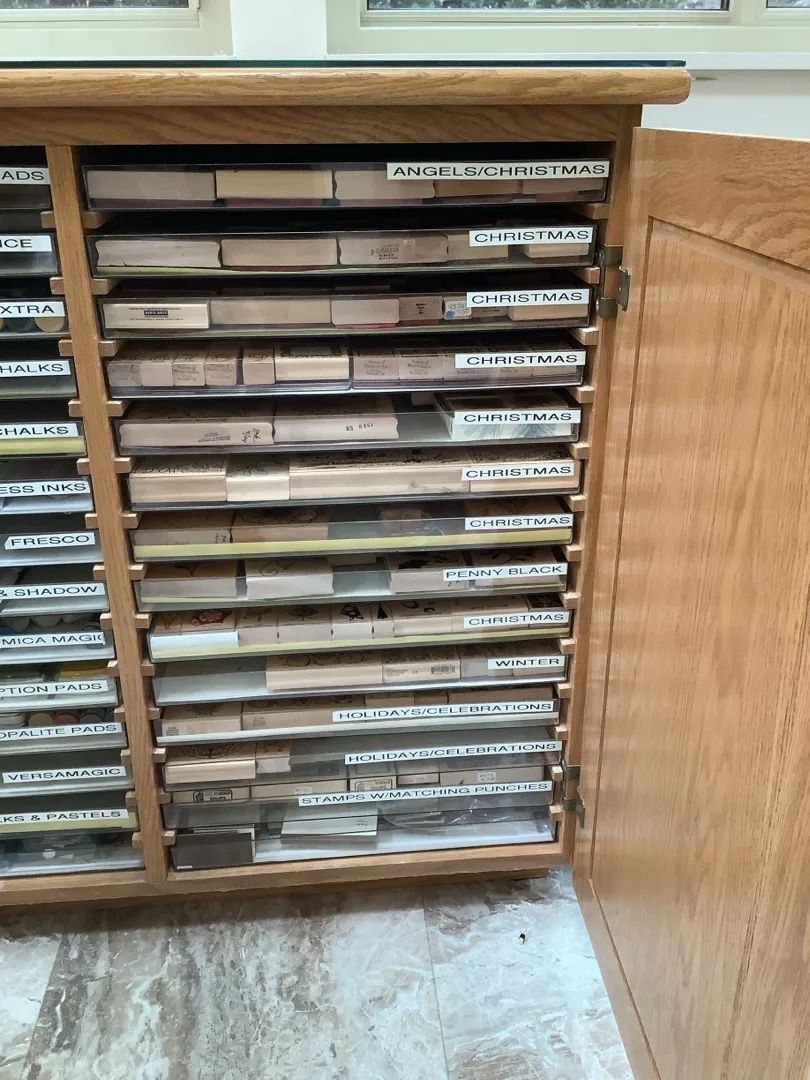 ADS
ICE
XTRA
HALKS
CHALKS
ESS INKS
FRESCO
& SHADOW
MICA MAGIC
PTION PADS
OPALITE PADS
VERSAMAGIC
LKS & PASTELS
ANGELS/CHRISTMAS
CHRISTMAS
CHRISTMAS
CHRISTMAS
CHRISTMAS
CHRISTMAS
CHRISTMAS
PENNY BLACK
CHRISTMAS
WINTER
HOLIDAYS/CELEBRATIONS
HOLIDAYS/CELEBRATIONS
STAMPS W/MATCHING PUNCHES